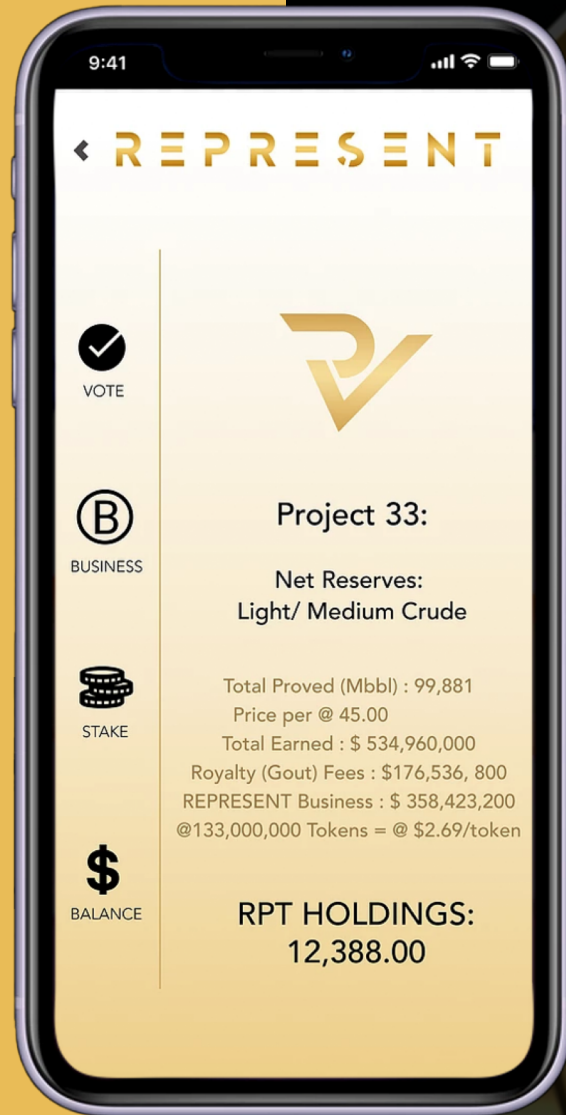 9:41
REPRESENT
VOTE
BUSINESS
STAKE
BALANCE
Project 33:
Net Reserves:
Light/ Medium Crude
Total Proved (Mbbl) : 99,881
Price per @ 45.00
Total Earned : $ 534,960,000
Royalty (Gout) Fees : $176,536, 800
REPRESENT Business : $ 358,423,200
@133,000,000 Tokens = @ $2.69/token
RPT HOLDINGS:
12,388.00